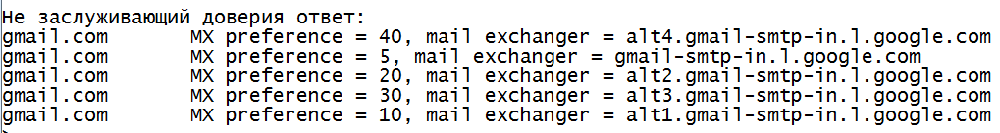 Не заслуживающий доверия ответ:
gmail.com       MX preference = 40, mail exchanger = alt4.gmail-smtp-in.l.google.com
gmail.com       MX preference = 5, mail exchanger = gmail-smtp-in.l.google.com
gmail.com       MX preference = 20, mail exchanger = alt2.gmail-smtp-in.l.google.com
gmail.com       MX preference = 30, mail exchanger = alt3.gmail-smtp-in.l.google.com
gmail.com       MX preference = 10, mail exchanger = alt1.gmail-smtp-in.l.google.com